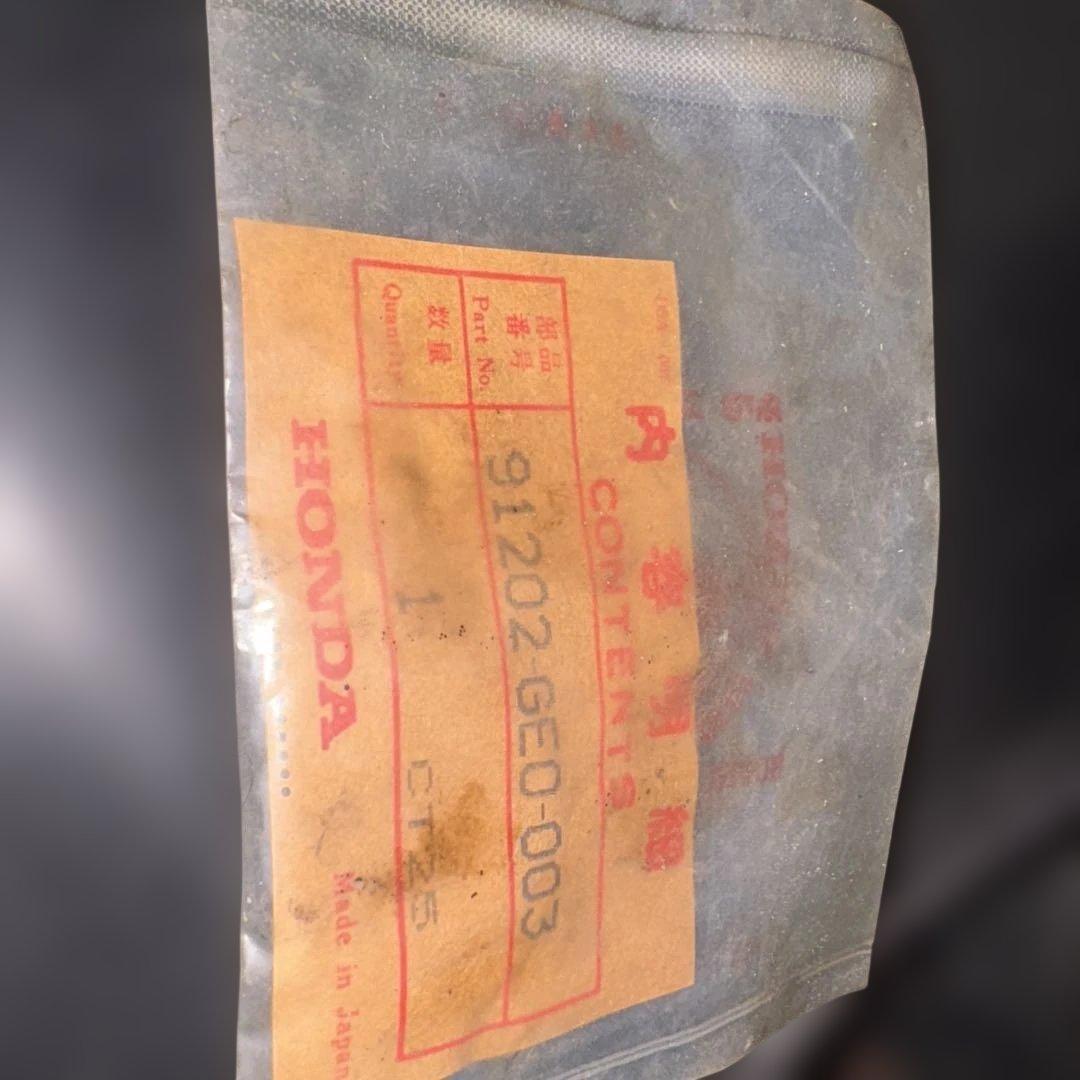 内容明細
CONTENTS
部品
番号
Part No.
91202-GE0-003
数量
Quantity
1
CT25
HONDA
Made in Japan